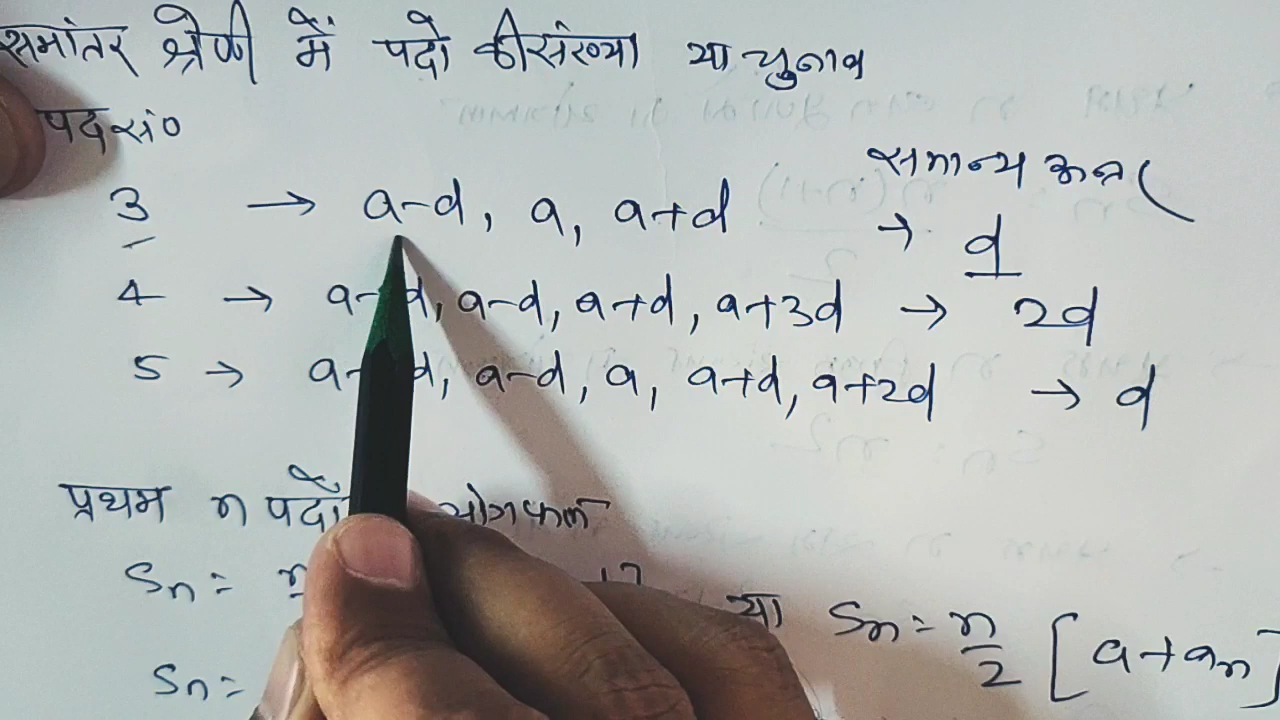 समांतर श्रेणी में पदो की संख्या या चुनाव
पद सं०
सामान्य अन्तर
3 → a-d, a, a+d → d
4 → a- d, a-d, a+d, a+3d → 2d
5 → a- d, a-d, a, a+d, a+2d → d
प्रथम n पदों योगफल
Sn = या Sn = n/2 [a+an]
Sn =